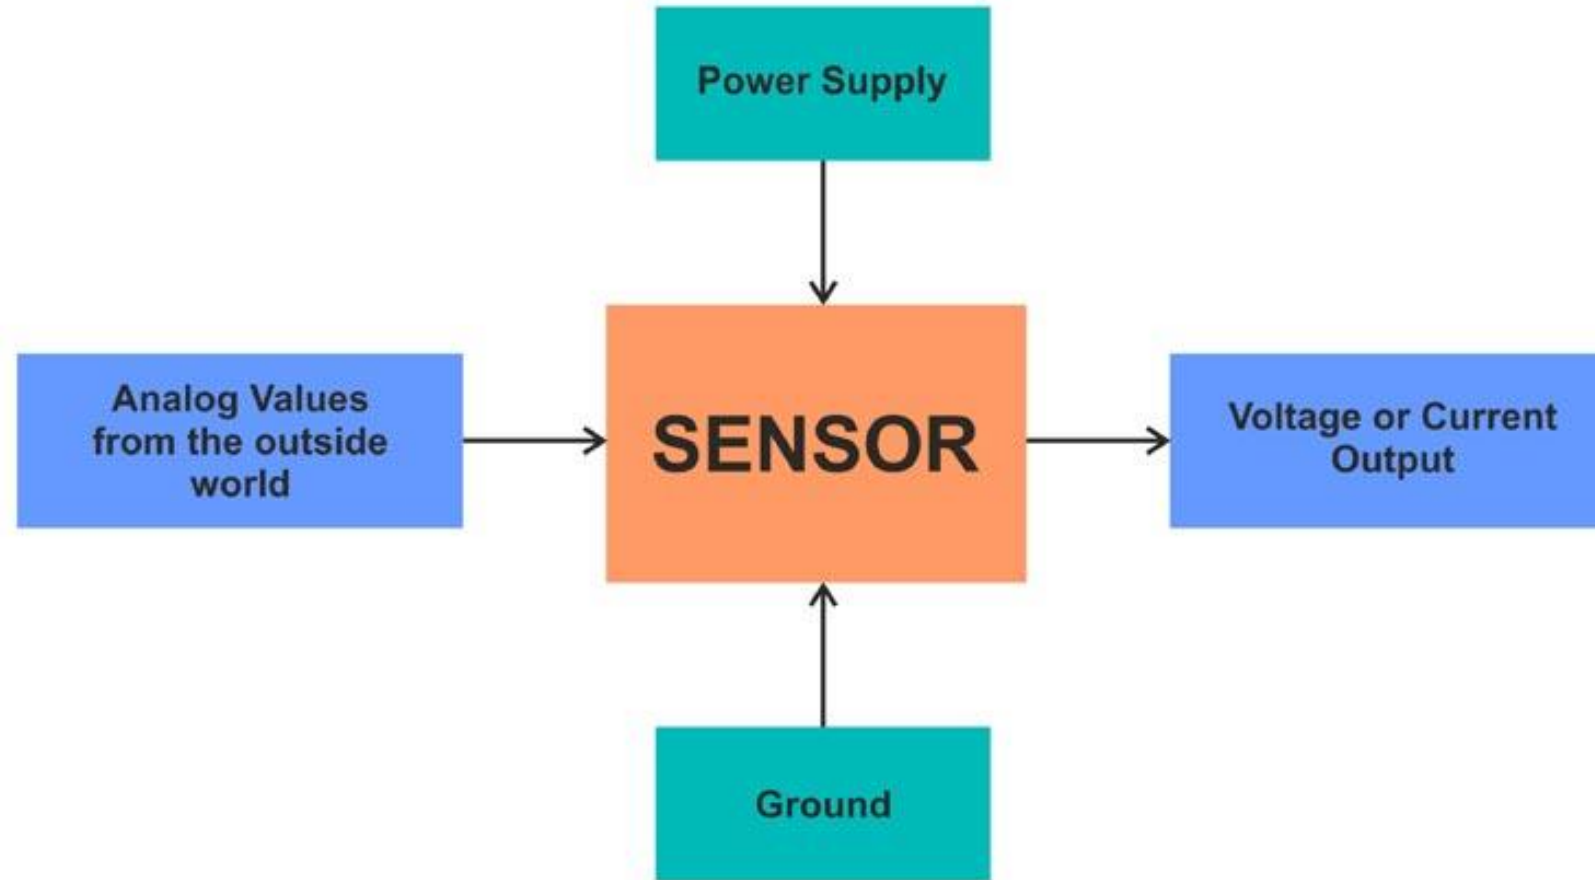 Power Supply
Analog Values
from the outside
world
SENSOR
Voltage or Current
Output
Ground